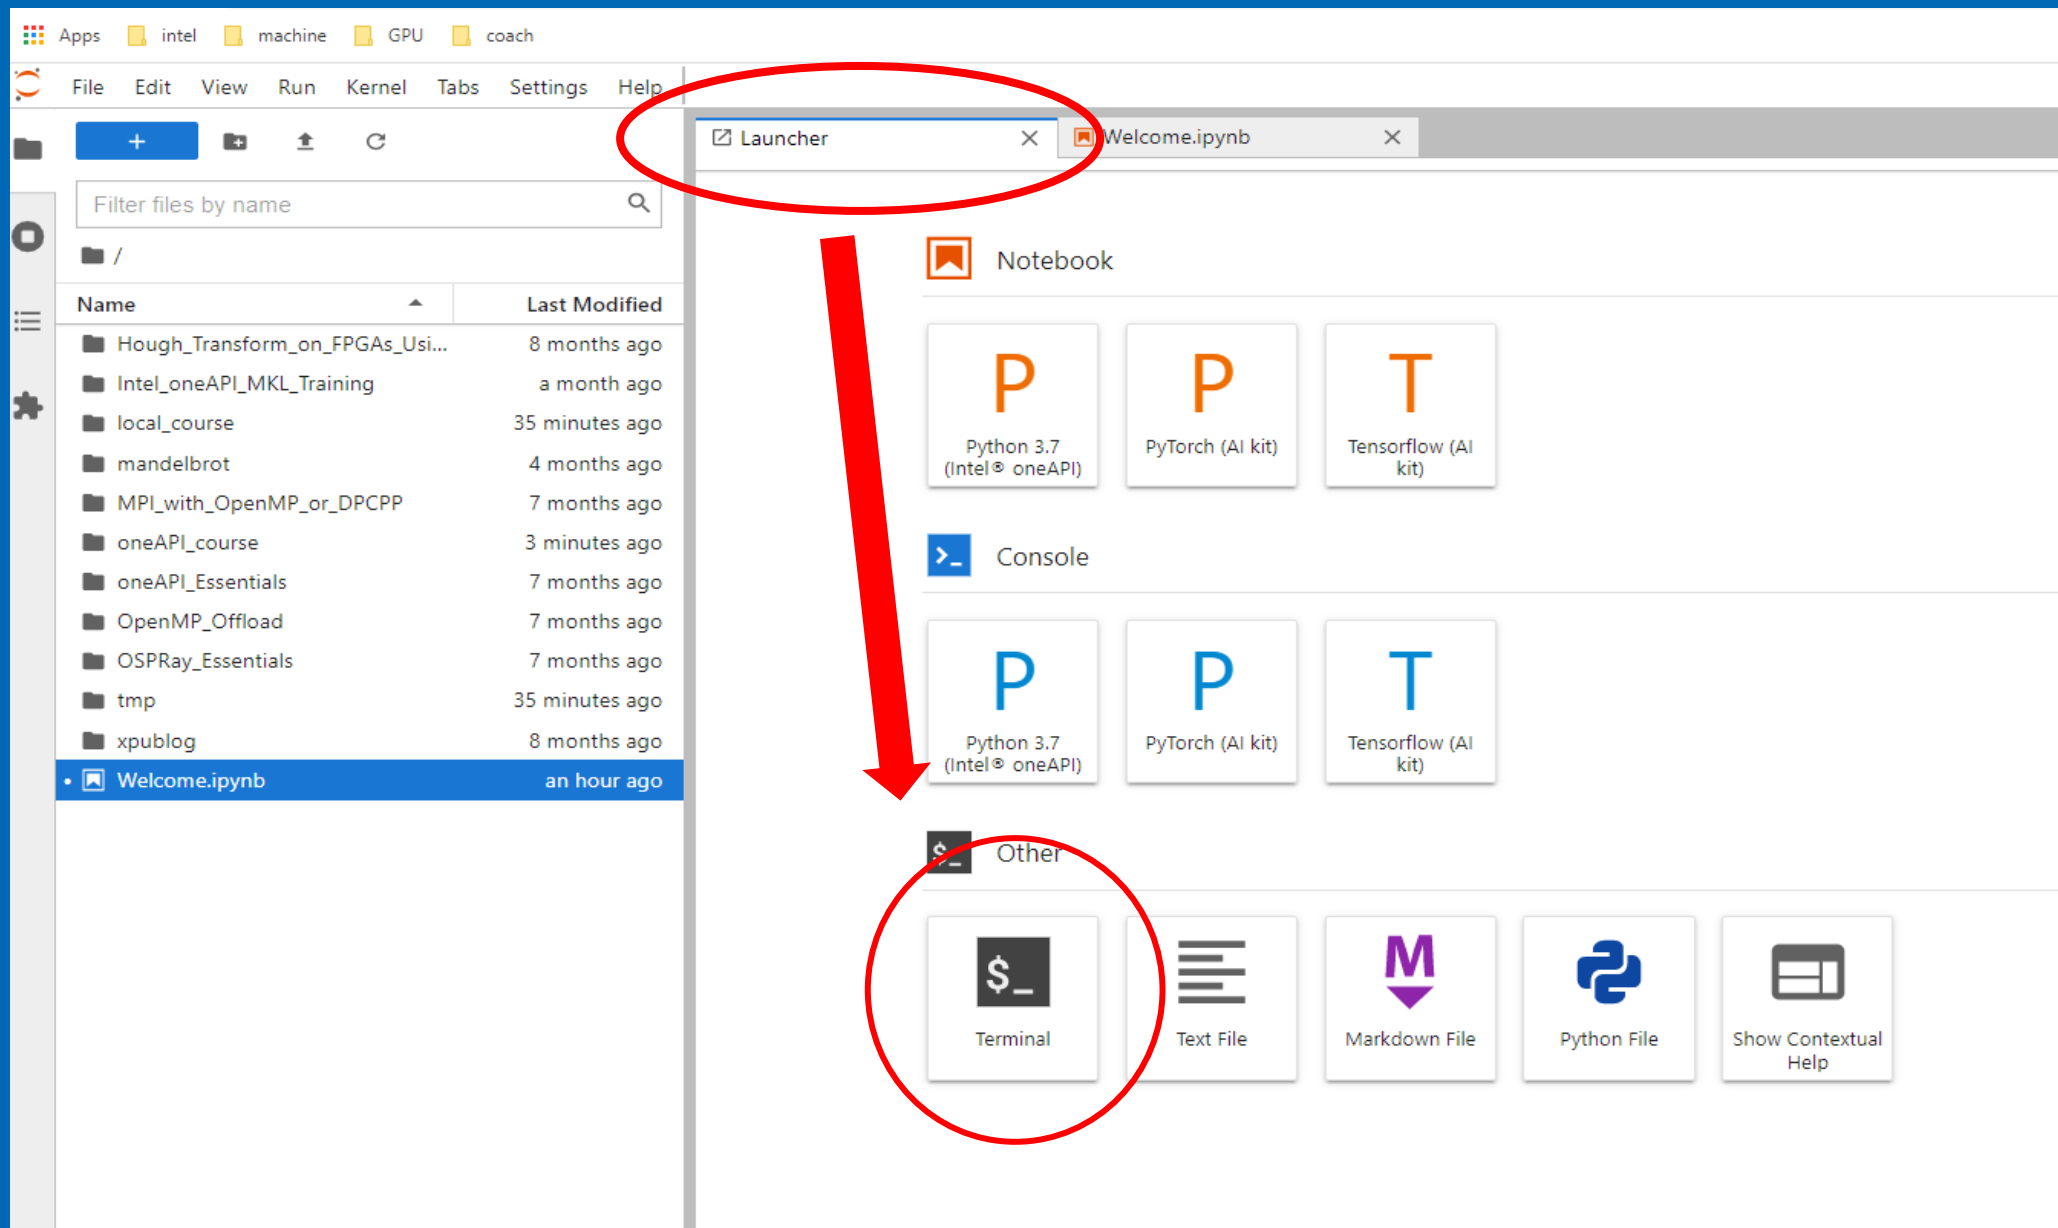 Apps intel machine GPU coach
File Edit View Run Kernel Tabs Settings Help
+
Launcher
Welcome.ipynb
Filter files by name
/
Name Last Modified
Hough_Transform_on_FPGAs_Usi... 8 months ago
Intel_oneAPI_MKL_Training a month ago
local_course 35 minutes ago
mandelbrot 4 months ago
MPI_with_OpenMP_or_DPCPP 7 months ago
oneAPI_course 3 minutes ago
oneAPI_Essentials 7 months ago
OpenMP_Offload 7 months ago
OSPRay_Essentials 7 months ago
tmp 35 minutes ago
xpublog 8 months ago
Welcome.ipynb an hour ago
Notebook
P
Python 3.7
(Intel® oneAPI)
P
PyTorch (AI kit)
T
Tensorflow (AI
kit)
>_ Console
P
Python 3.7
(Intel® oneAPI)
P
PyTorch (AI kit)
T
Tensorflow (AI
kit)
$_ Other
$_
Terminal
Text File
M
Markdown File
Python File
Show Contextual
Help